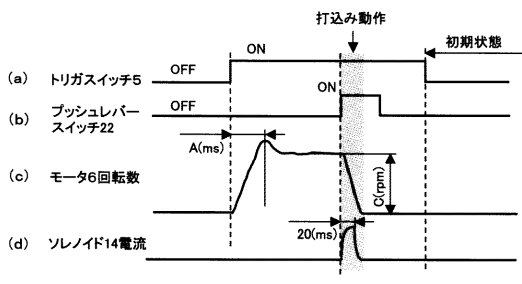 打込み動作
初期状態
ON
(a) トリガスイッチ5 OFF
ON
(b) プッシュレバー
スイッチ22
OFF
A(ms)
(c) モータ6回転数
C(rpm)
20(ms)
(d) ソレノイド14電流